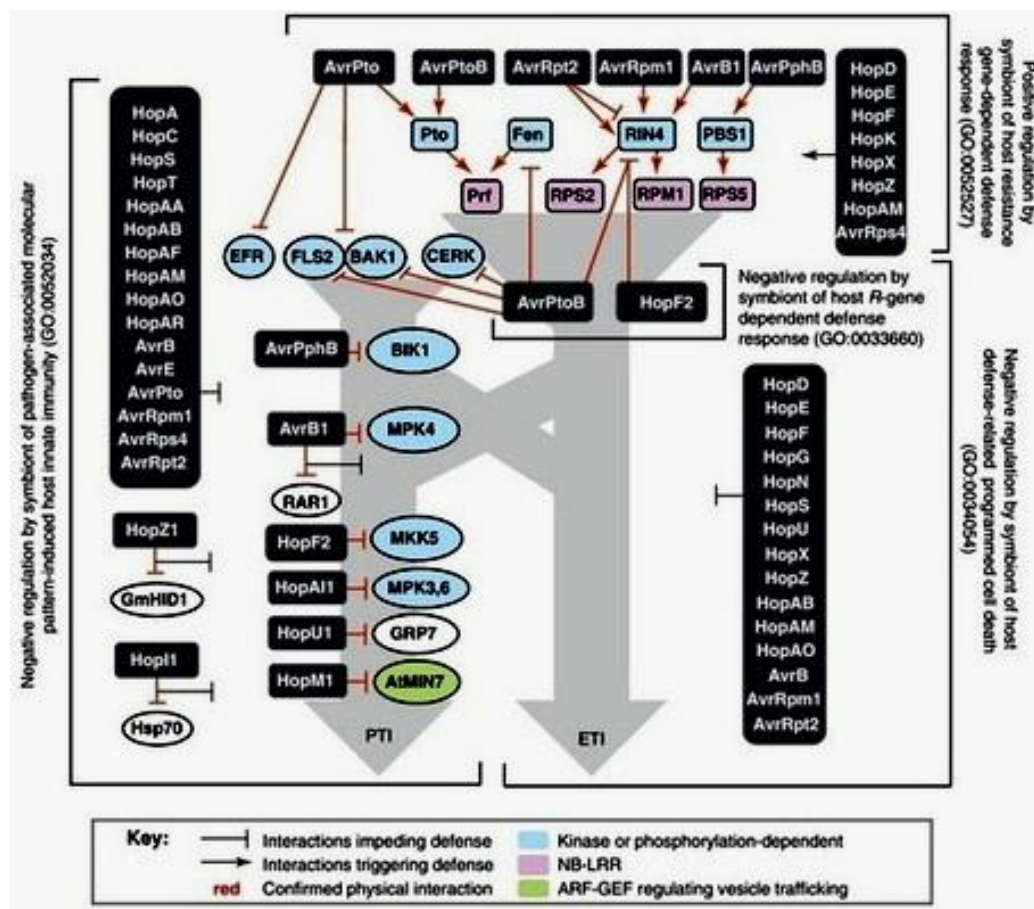 Positive regulation by
symbiont of host resistance
gene-dependent defense
response (GO:0052527)
AvrPto
AvrPtoB
AvrRpt2
AvrRpm1
AvrB1
AvrPphB
Pto
Fen
RIN4
PBS1
Prf
RPS2
RPM1
RPS5
HopD
HopE
HopF
HopK
HopX
HopZ
HopAM
AvrRps4
Negative regulation by symbiont of pathogen-associated molecular
pattern-induced host innate immunity (GO:0052034)
HopA
HopC
HopS
HopT
HopAA
HopAB
HopAF
HopAM
HopAO
HopAR
AvrB
AvrE
AvrPto
AvrRpm1
AvrRps4
AvrRpt2
HopZ1
GmHID1
HopI1
Hsp70
EFR
FLS2
BAK1
CERK
AvrPtoB
HopF2
Negative regulation by
symbiont of host R-gene
dependent defense
response (GO:0033660)
AvrPphB
BIK1
AvrB1
MPK4
RAR1
HopF2
MKK5
HopAI1
MPK3,6
HopU1
GRP7
HopM1
AtMIN7
PTI
ETI
Negative regulation by symbiont of host
defense-related programmed cell death
(GO:0034054)
HopD
HopE
HopF
HopG
HopN
HopS
HopU
HopX
HopZ
HopAB
HopAM
HopAO
AvrB
AvrRpm1
AvrRpt2
Key:
Interactions impeding defense
Interactions triggering defense
red Confirmed physical interaction
Kinase or phosphorylation-dependent
NB-LRR
ARF-GEF regulating vesicle trafficking